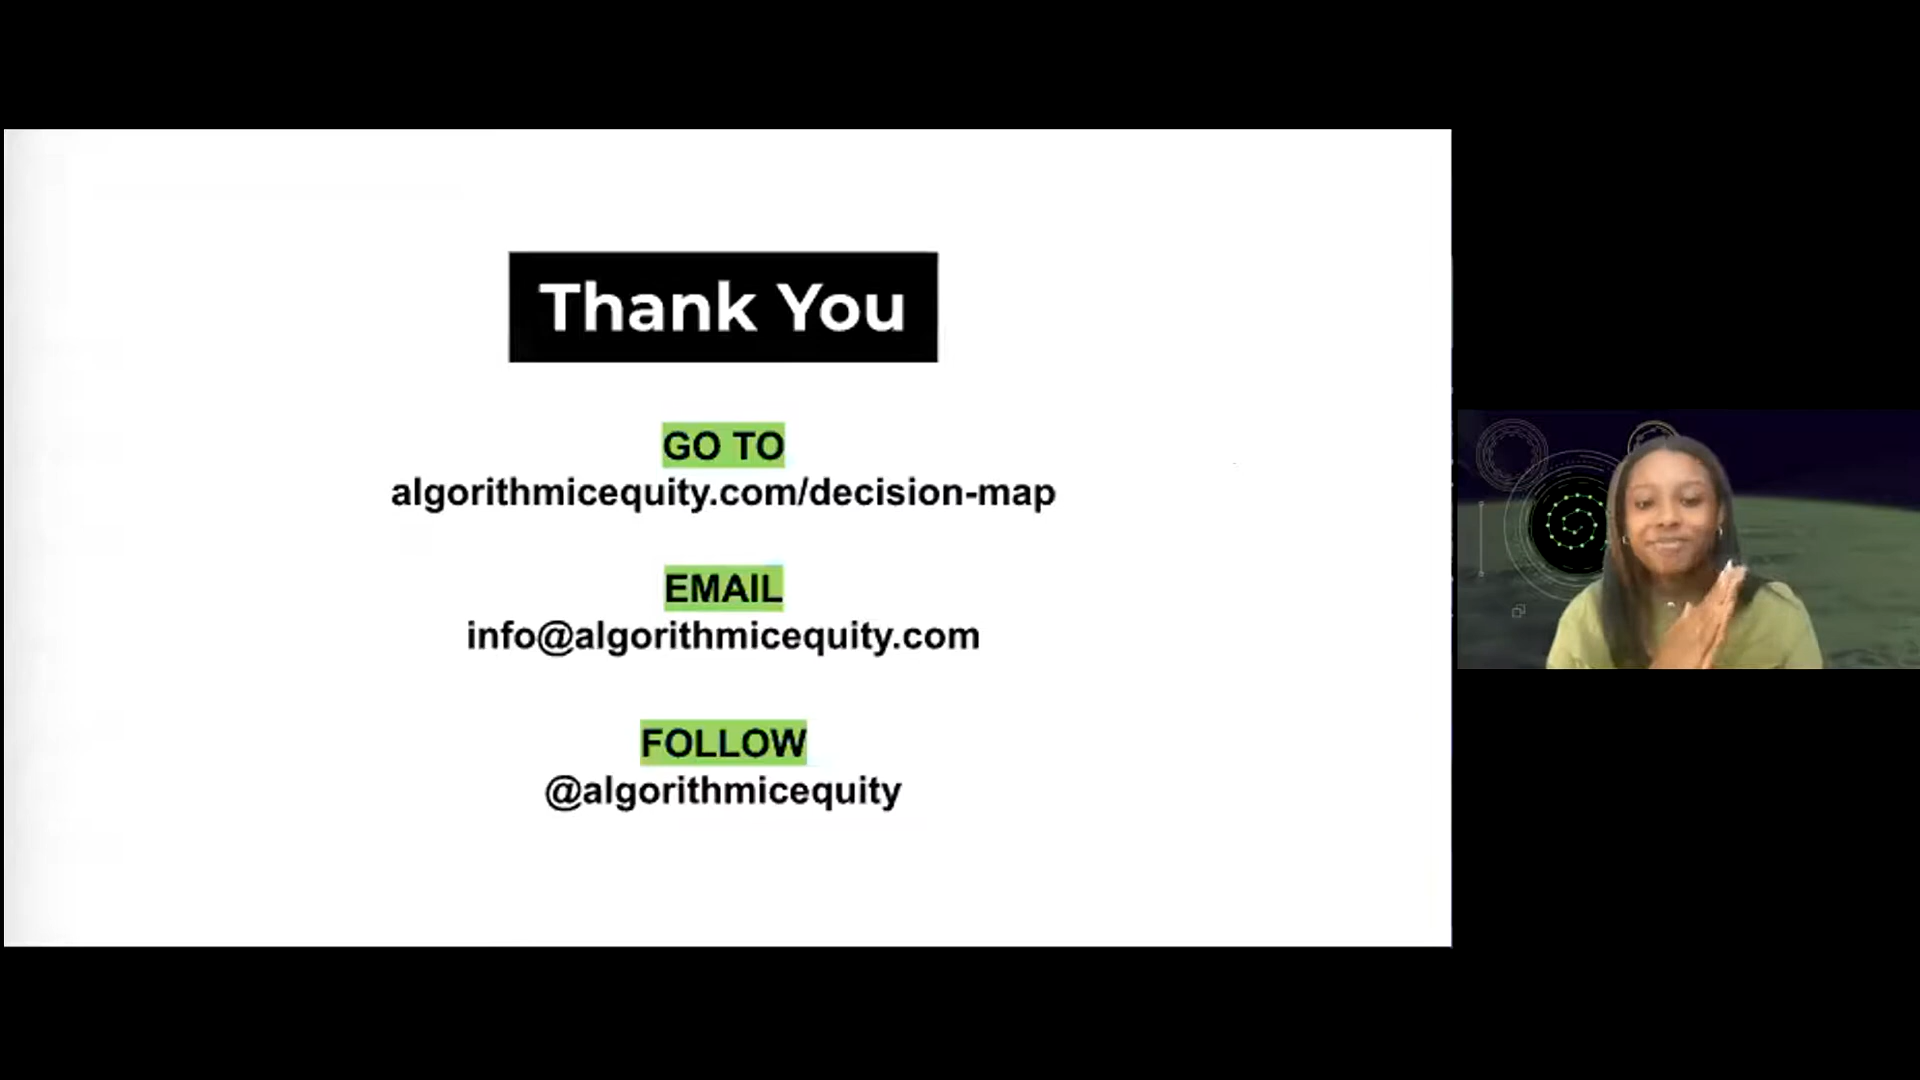 Thank You
GO TO
algorithmicequity.com/decision-map
EMAIL
info@algorithmicequity.com
FOLLOW
@algorithmicequity